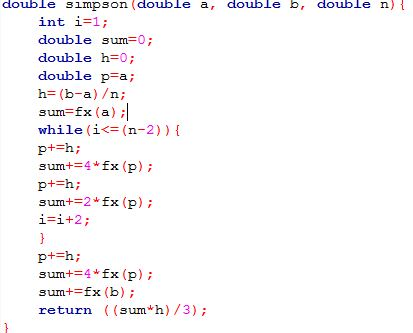 double simpson(double a, double b, double n){
int i=1;
double sum=0;
double h=0;
double p=a;
h=(b-a)/n;
sum=fx(a);
while(i<=(n-2)){
p+=h;
sum+=4*fx(p);
p+=h;
sum+=2*fx(p);
i=i+2;
}
p+=h;
sum+=4*fx(p);
sum+=fx(b);
return ((sum*h)/3);
}